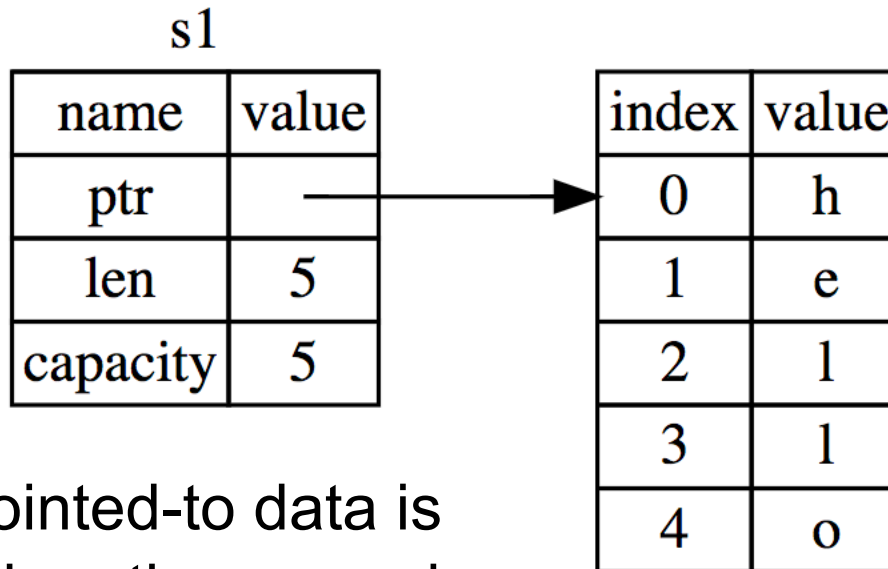 s1
name value
ptr
len 5
capacity 5
index value
0 h
1 e
2 l
3 l
4 o
ointed-to data is